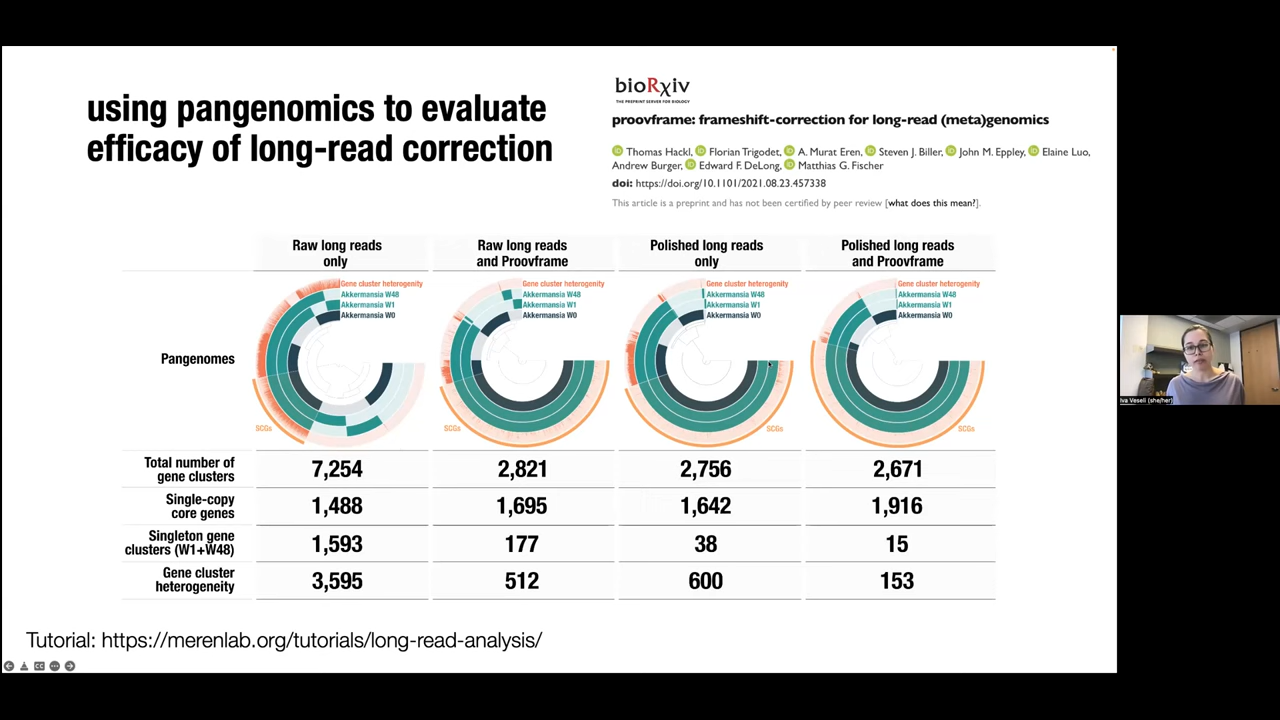 using pangenomics to evaluate
efficacy of long-read correction
bioRxiv
THE PREPRINT SERVER FOR BIOLOGY
proovframe: frameshift-correction for long-read (meta)genomics
Thomas Hackl, Florian Trigodet, A. Murat Eren, Steven J. Biller, John M. Eppley, Elaine Luo,
Andrew Burger, Edward F. DeLong, Matthias G. Fischer
doi: https://doi.org/10.1101/2021.08.23.457338
This article is a preprint and has not been certified by peer review [what does this mean?].
Raw long reads
only
Raw long reads
and Proovframe
Polished long reads
only
Polished long reads
and Proovframe
Pangenomes
Gene cluster heterogeneity
Akkermansia W48
Akkermansia W1
Akkermansia W0
SCGs
Gene cluster heterogeneity
Akkermansia W48
Akkermansia W1
Akkermansia W0
SCGs
Gene cluster heterogeneity
Akkermansia W48
Akkermansia W1
Akkermansia W0
SCGs
Gene cluster heterogeneity
Akkermansia W48
Akkermansia W1
Akkermansia W0
SCGs
Total number of
gene clusters
7,254 2,821 2,756 2,671
Single-copy
core genes
1,488 1,695 1,642 1,916
Singleton gene
clusters (W1+W48)
1,593 177 38 15
Gene cluster
heterogeneity
3,595 512 600 153
Tutorial: https://merenlab.org/tutorials/long-read-analysis/
Iva Veseli (she/her)